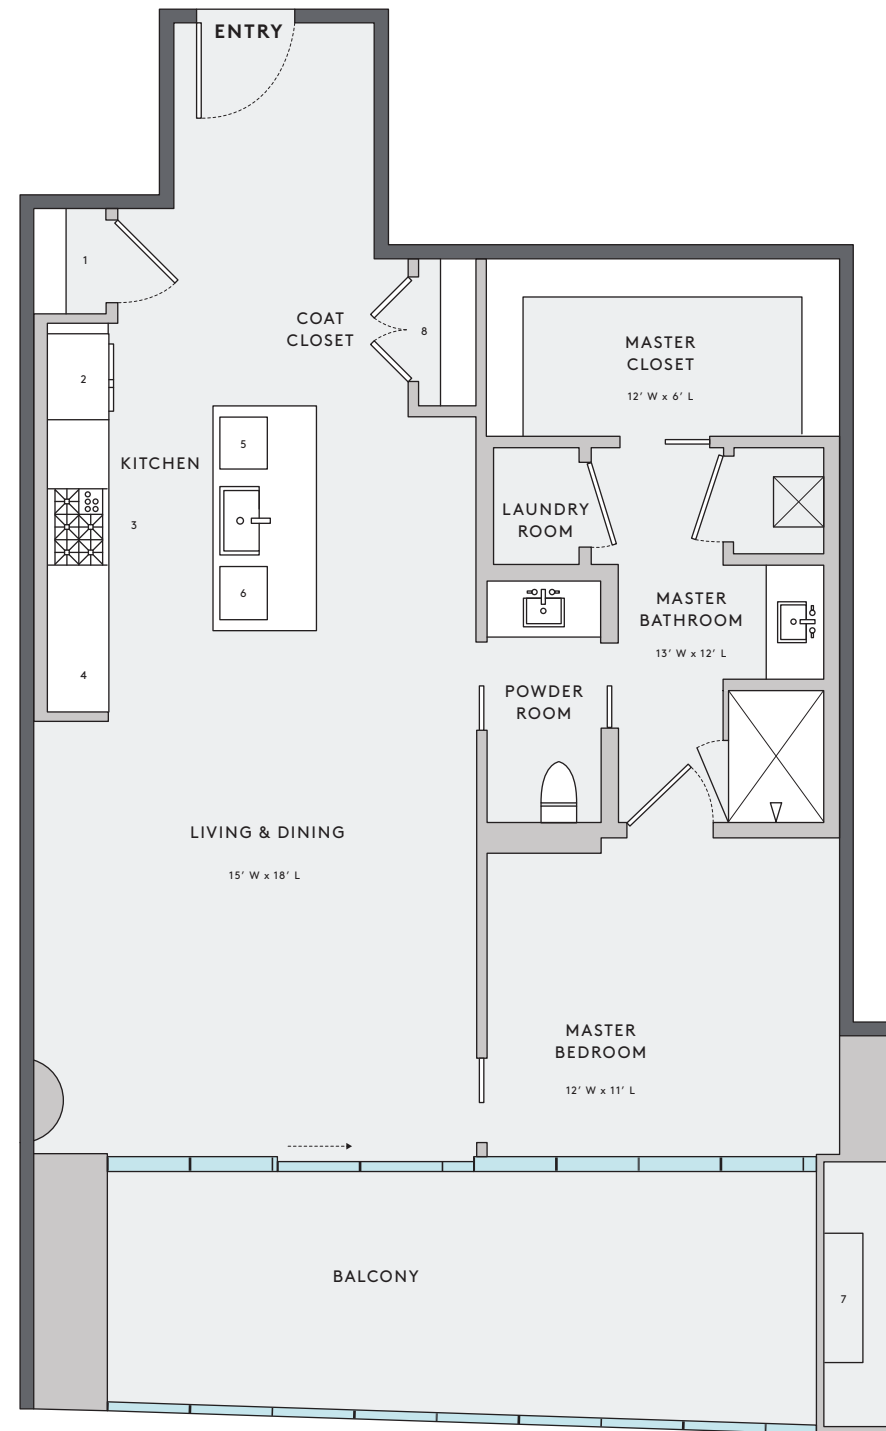 ENTRY
1
COAT
CLOSET
8
MASTER
CLOSET
12' W x 6' L
2
5
KITCHEN
3
LAUNDRY
ROOM
6
MASTER
BATHROOM
13' W x 12' L
4
POWDER
ROOM
LIVING & DINING
15' W x 18' L
MASTER
BEDROOM
12' W x 11' L
BALCONY
7